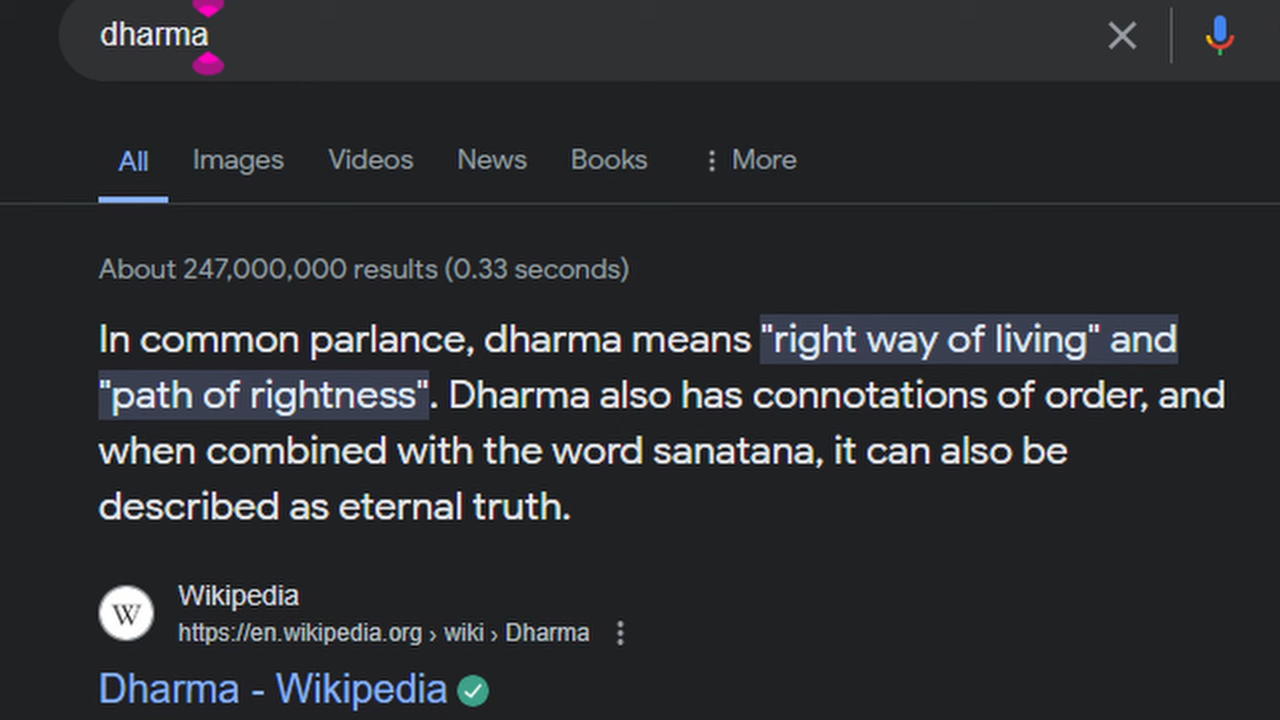 dharma
All Images Videos News Books More
About 247,000,000 results (0.33 seconds)
In common parlance, dharma means "right way of living" and
"path of rightness". Dharma also has connotations of order, and
when combined with the word sanatana, it can also be
described as eternal truth.
W
Wikipedia
https://en.wikipedia.org › wiki › Dharma
Dharma - Wikipedia